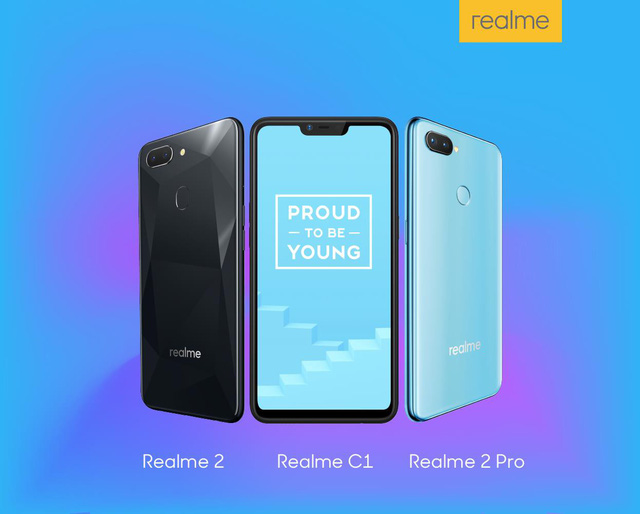 realme
PROUD
— TO BE —
YOUNG
realme
realme
Realme 2
Realme C1
Realme 2 Pro